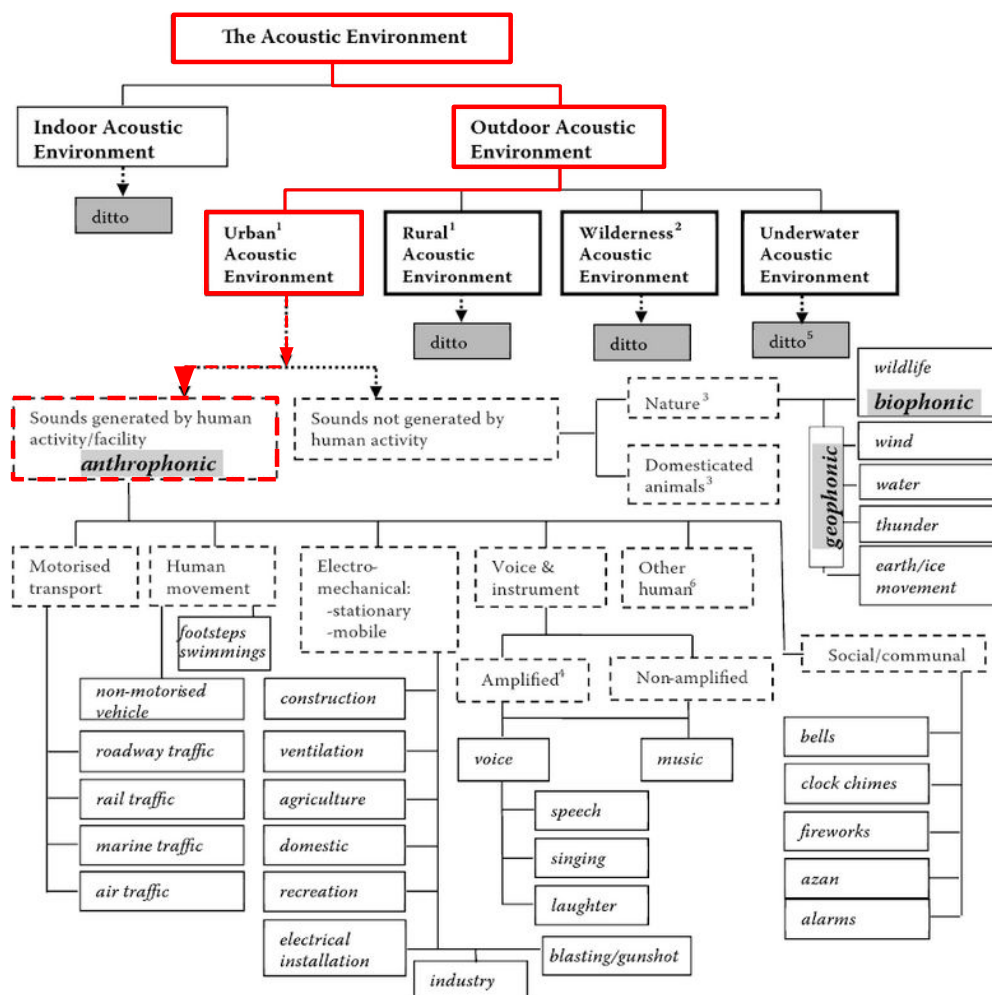 The Acoustic Environment
Indoor Acoustic
Environment
Outdoor Acoustic
Environment
ditto
Urban¹
Acoustic
Environment
Rural¹
Acoustic
Environment
Wilderness²
Acoustic
Environment
Underwater
Acoustic
Environment
ditto
ditto
ditto⁵
Sounds generated by human
activity/facility
anthrophonic
Sounds not generated by
human activity
Nature³
Domesticated
animals³
wildlife
biophonic
geophonic
wind
water
thunder
earth/ice
movement
Motorised
transport
Human
movement
Electro-
mechanical:
-stationary
-mobile
Voice &
instrument
Other
human⁶
Social/communal
footsteps
swimmings
non-motorised
vehicle
roadway traffic
rail traffic
marine traffic
air traffic
construction
ventilation
agriculture
domestic
recreation
electrical
installation
industry
blasting/gunshot
Amplified⁴
Non-amplified
voice
music
speech
singing
laughter
bells
clock chimes
fireworks
azan
alarms